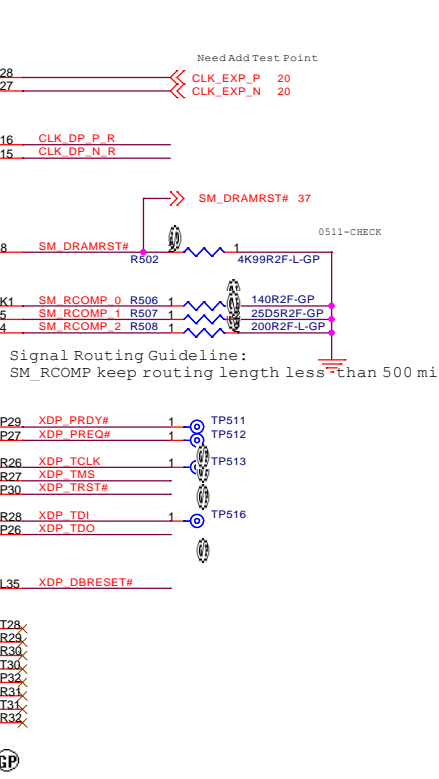 Need Add Test Point
28
CLK_EXP_P 20
27
CLK_EXP_N 20
16 CLK_DP_P_R
15 CLK_DP_N_R
SM_DRAMRST# 37
0511-CHECK
8 SM_DRAMRST# 1
R502 4K99R2F-L-GP
K1 SM_RCOMP_0 R506 1 140R2F-GP
5 SM_RCOMP_1 R507 1 25D5R2F-GP
4 SM_RCOMP_2 R508 1 200R2F-L-GP
Signal Routing Guideline:
SM_RCOMP keep routing length less than 500 mi
P29 XDP_PRDY# 1 TP511
P27 XDP_PREQ# 1 TP512
R26 XDP_TCLK 1 TP513
R27 XDP_TMS
P30 XDP_TRST#
R28 XDP_TDI 1 TP516
P26 XDP_TDO
L35 XDP_DBRESET#
T28
R29
R30
T30
P32
R31
T31
R32
GP